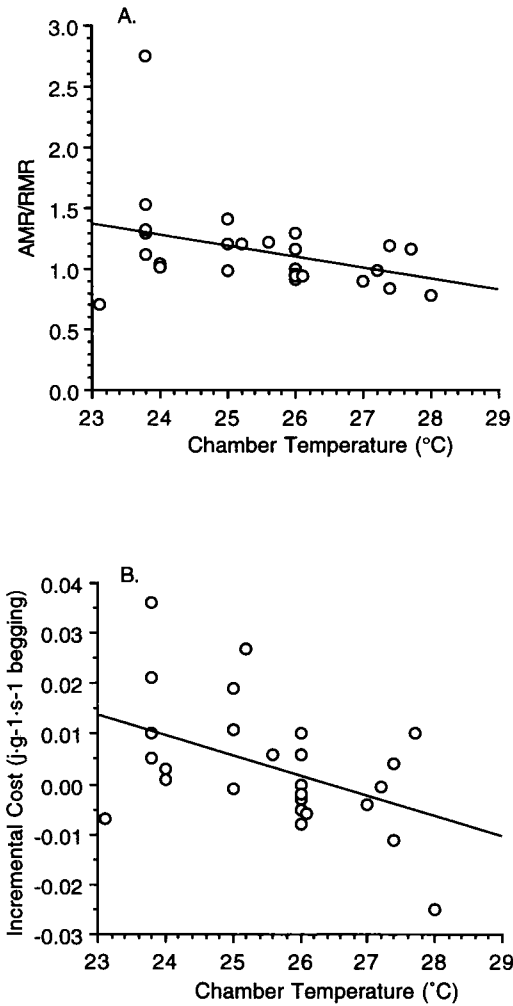 A.
3.0
2.5
2.0
1.5
1.0
0.5
0.0
AMR/RMR
23 24 25 26 27 28 29
Chamber Temperature (°C)
B.
0.04
0.03
0.02
0.01
0.00
-0.01
-0.02
-0.03
Incremental Cost (j·g-1·s-1 begging)
23 24 25 26 27 28 29
Chamber Temperature (°C)